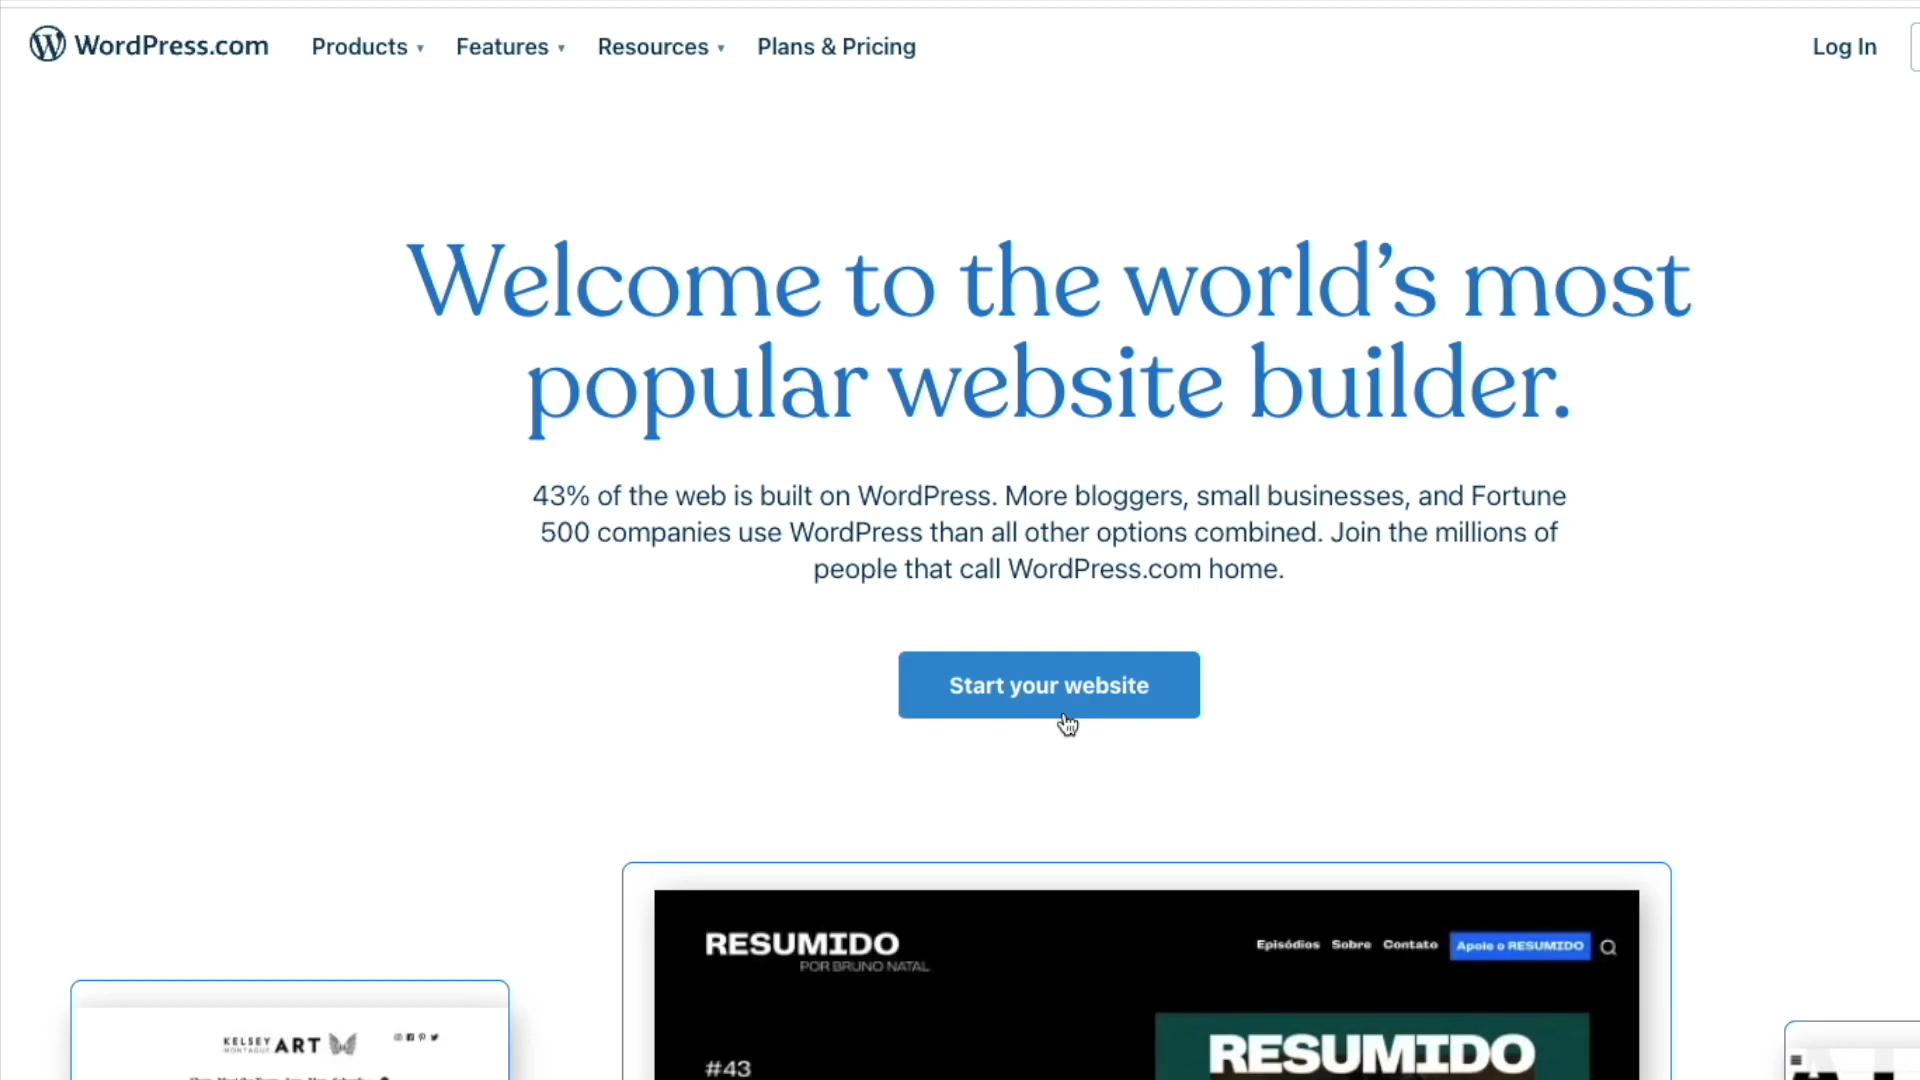 WordPress.com Products Features Resources Plans & Pricing Log In
Welcome to the world’s most
popular website builder.
43% of the web is built on WordPress. More bloggers, small businesses, and Fortune
500 companies use WordPress than all other options combined. Join the millions of
people that call WordPress.com home.
Start your website
RESUMIDO
POR BRUNO NATAL
Episódios Sobre Contato Apoie o RESUMIDO
#43
RESUMIDO
KELSEY
MONTAGUE
ART